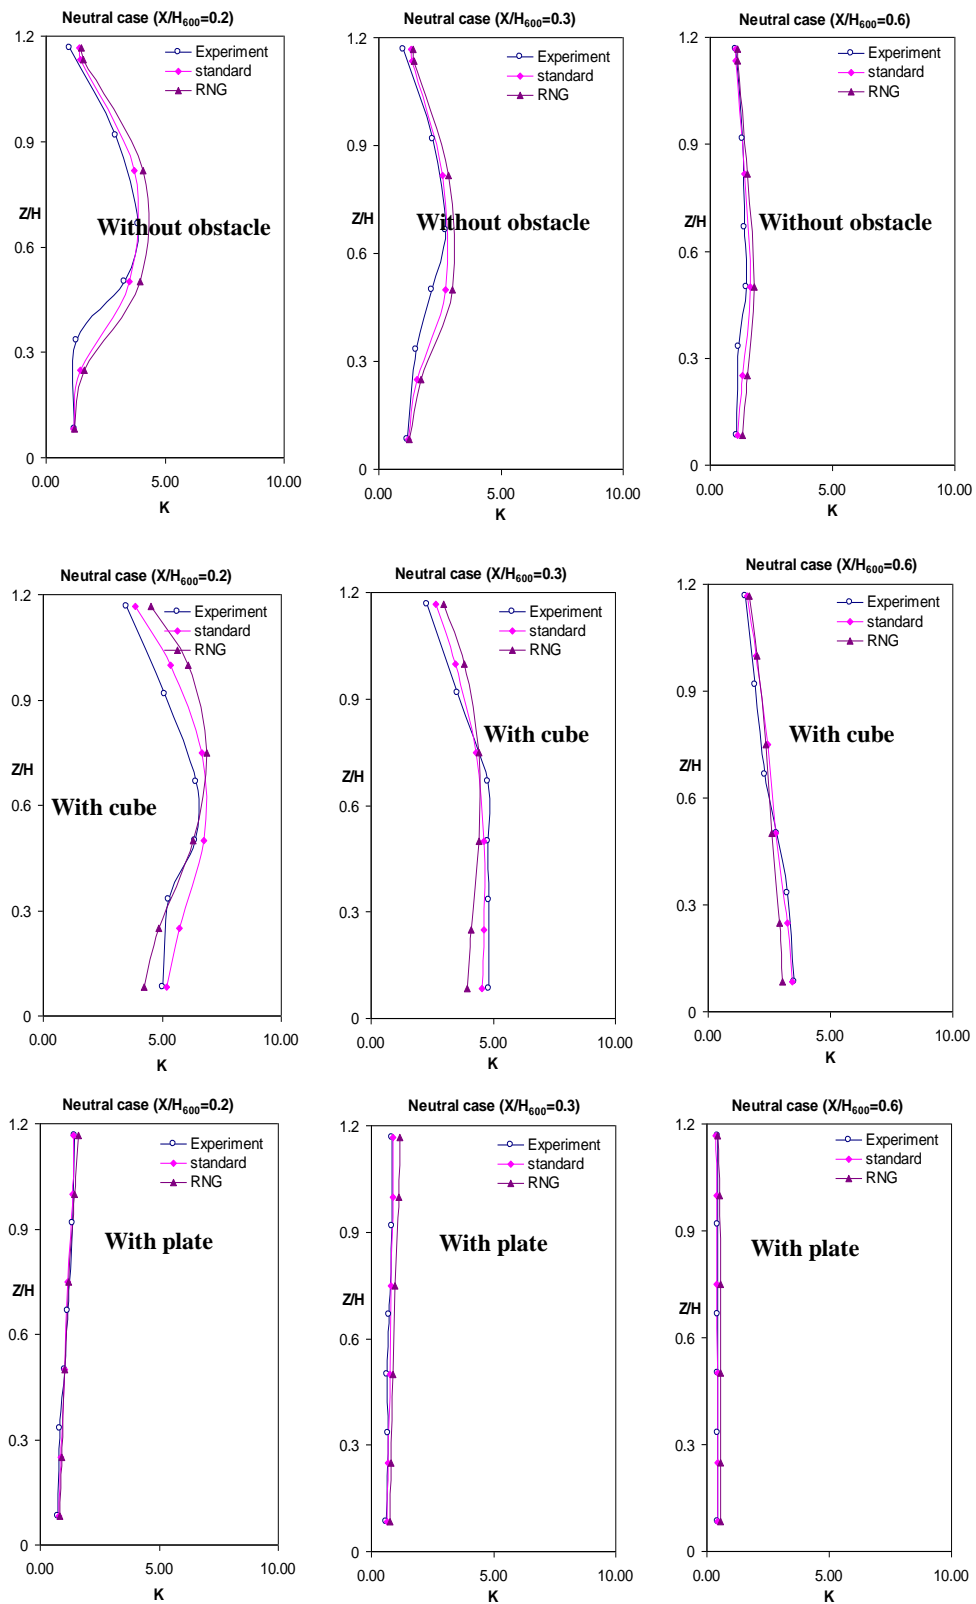 Neutral case (X/H600=0.2)
1.2
0.9
Z/H
0.6
0.3
0
0.00 5.00 10.00
K
Experiment
standard
RNG
Without obstacle
Neutral case (X/H600=0.3)
1.2
0.9
Z/H
0.6
0.3
0
0.00 5.00 10.00
K
Experiment
standard
RNG
Without obstacle
Neutral case (X/H600=0.6)
1.2
0.9
Z/H
0.6
0.3
0
0.00 5.00 10.00
K
Experiment
standard
RNG
Without obstacle
Neutral case (X/H600=0.2)
1.2
0.9
Z/H
0.6
0.3
0
0.00 5.00 10.00
K
Experiment
standard
RNG
With cube
Neutral case (X/H600=0.3)
1.2
0.9
Z/H
0.6
0.3
0
0.00 5.00 10.00
K
Experiment
standard
RNG
With cube
Neutral case (X/H600=0.6)
1.2
0.9
Z/H
0.6
0.3
0
0.00 5.00 10.00
K
Experiment
standard
RNG
With cube
Neutral case (X/H600=0.2)
1.2
0.9
Z/H
0.6
0.3
0
0.00 5.00 10.00
K
Experiment
standard
RNG
With plate
Neutral case (X/H600=0.3)
1.2
0.9
Z/H
0.6
0.3
0
0.00 5.00 10.00
K
Experiment
standard
RNG
With plate
Neutral case (X/H600=0.6)
1.2
0.9
Z/H
0.6
0.3
0
0.00 5.00 10.00
K
Experiment
standard
RNG
With plate